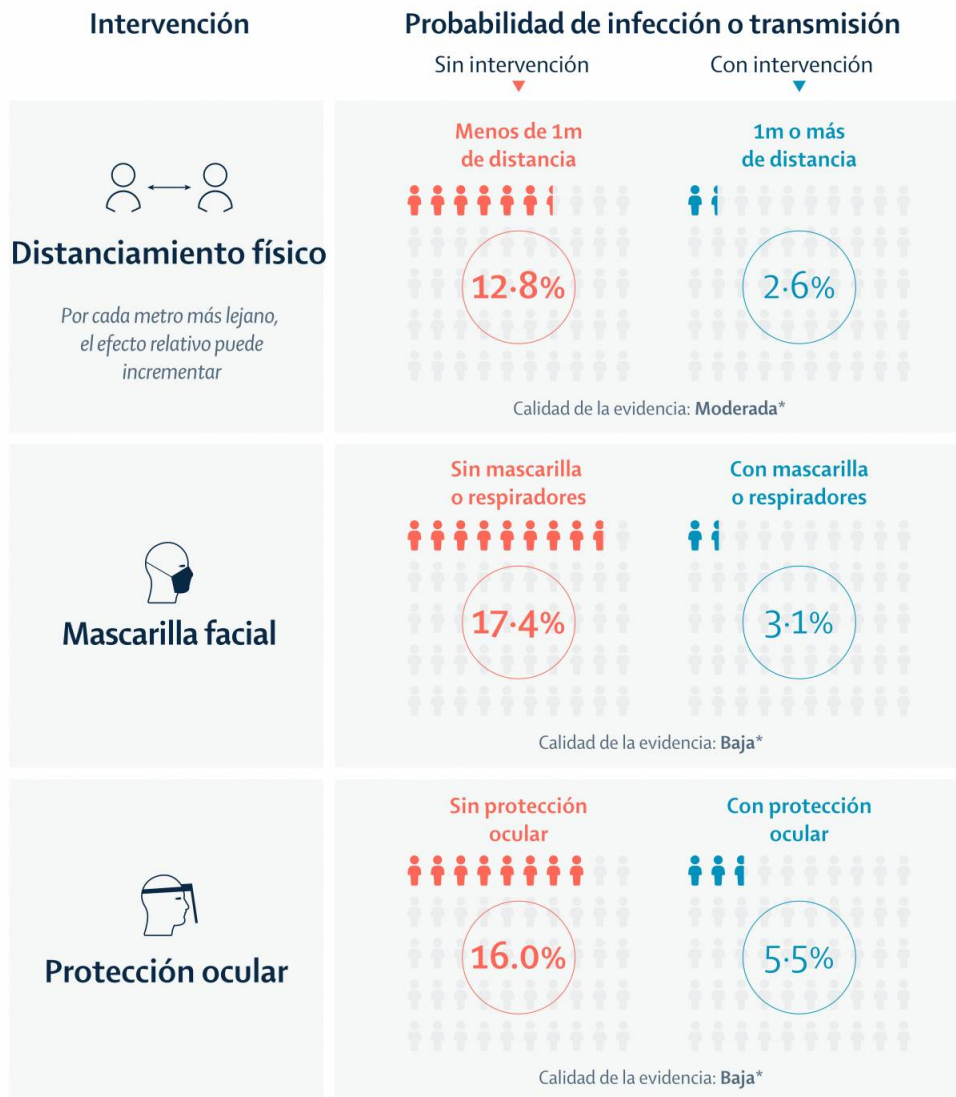 Intervención
Probabilidad de infección o transmisión
Sin intervención
Con intervención
Distanciamiento físico
Por cada metro más lejano,
el efecto relativo puede
incrementar
Menos de 1m
de distancia
12·8%
1m o más
de distancia
2·6%
Calidad de la evidencia: Moderada*
Mascarilla facial
Sin mascarilla
o respiradores
17·4%
Con mascarilla
o respiradores
3·1%
Calidad de la evidencia: Baja*
Protección ocular
Sin protección
ocular
16.0%
Con protección
ocular
5·5%
Calidad de la evidencia: Baja*